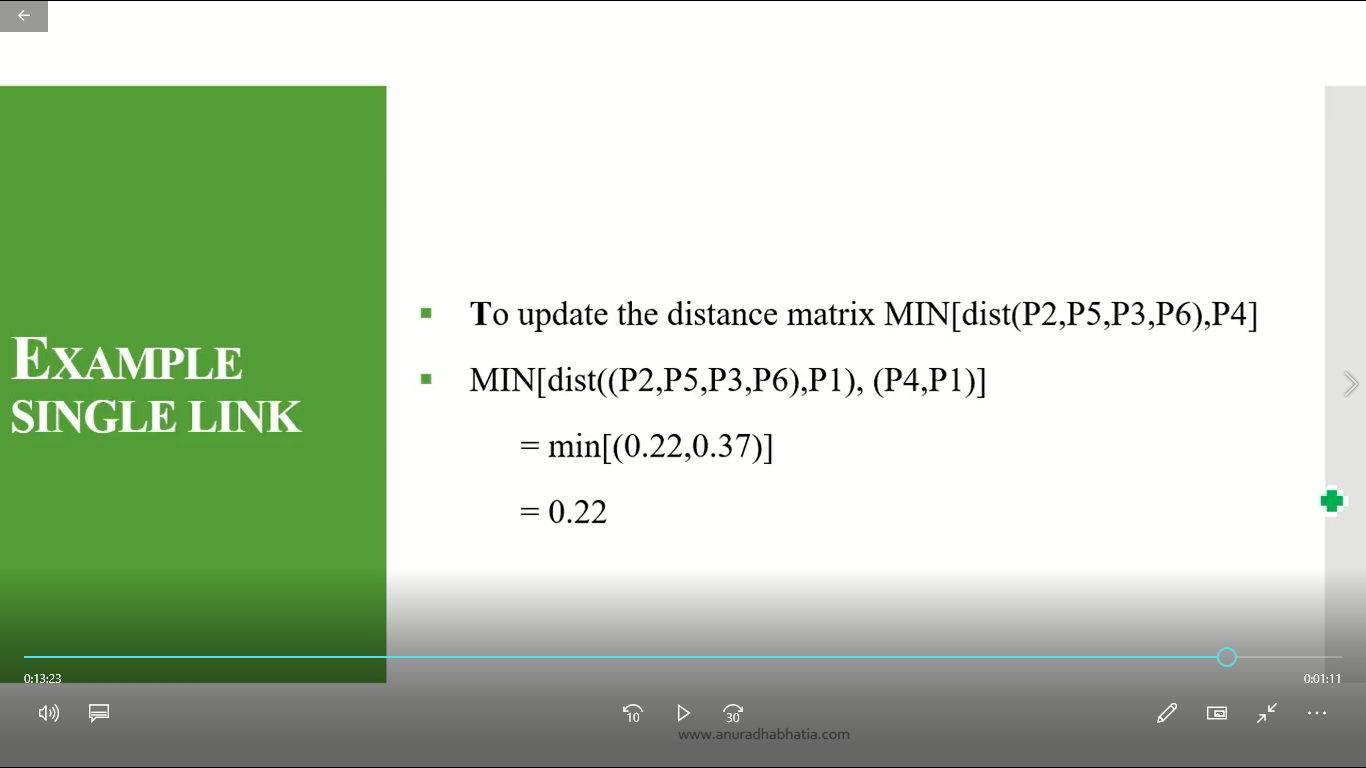 EXAMPLE
SINGLE LINK
To update the distance matrix MIN[dist(P2,P5,P3,P6),P4]
MIN[dist((P2,P5,P3,P6),P1), (P4,P1)]
= min[(0.22,0.37)]
= 0.22
0:13:23
0:01:11
10
30
www.anuradhabhatia.com